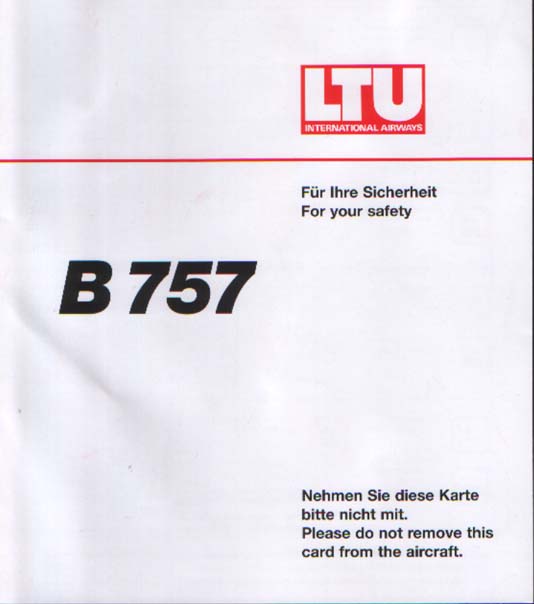 LTU
INTERNATIONAL AIRWAYS
Für Ihre Sicherheit
For your safety
B 757
Nehmen Sie diese Karte
bitte nicht mit.
Please do not remove this
card from the aircraft.